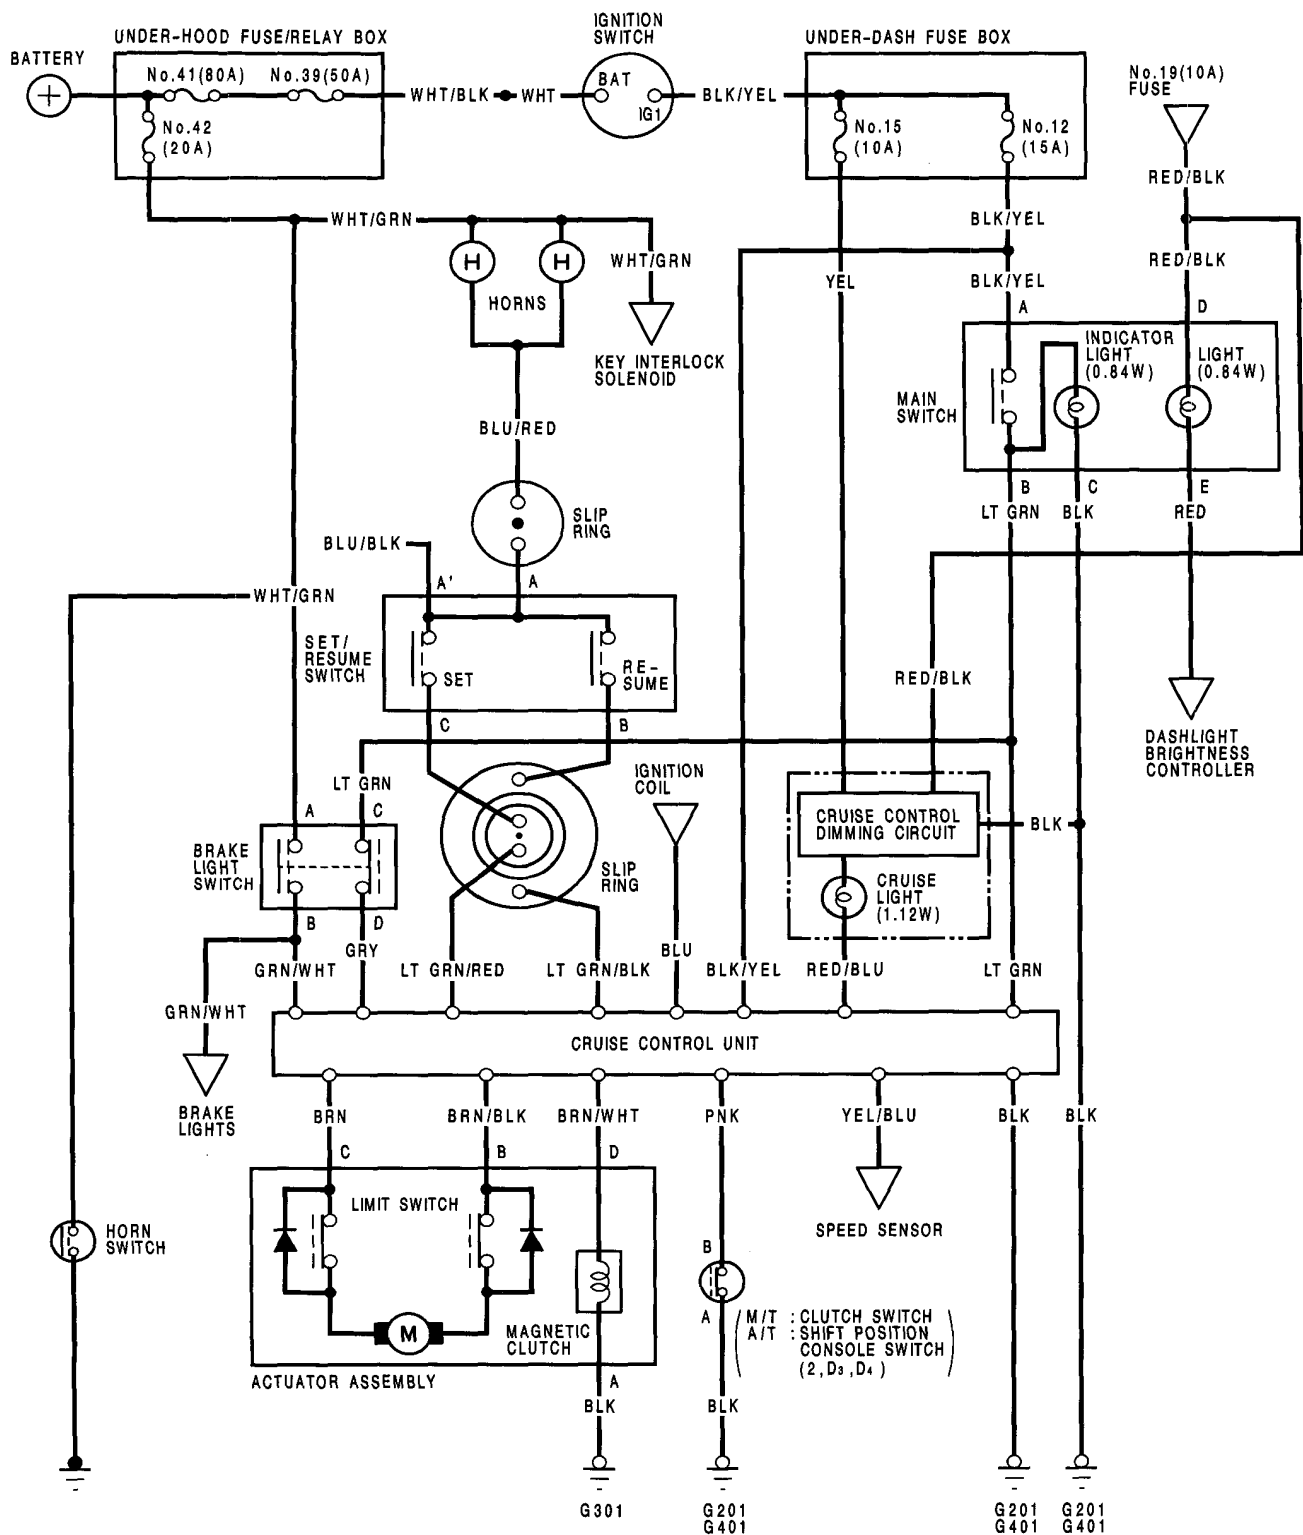 IGNITION
SWITCH
UNDER-HOOD FUSE/RELAY BOX
UNDER-DASH FUSE BOX
BATTERY
No.41(80A)
No.39(50A)
BAT
IG1
WHT/BLK
WHT
BLK/YEL
No.19(10A)
FUSE
No.42
(20A)
No.15
(10A)
No.12
(15A)
RED/BLK
WHT/GRN
BLK/YEL
H
H
WHT/GRN
RED/BLK
HORNS
YEL
BLK/YEL
A
D
KEY INTERLOCK
SOLENOID
INDICATOR
LIGHT
(0.84W)
LIGHT
(0.84W)
MAIN
SWITCH
BLU/RED
B
C
E
LT GRN
BLK
RED
SLIP
RING
BLU/BLK
A'
A
WHT/GRN
SET/
RESUME
SWITCH
SET
RE-
SUME
C
B
RED/BLK
DASHLIGHT
BRIGHTNESS
CONTROLLER
IGNITION
COIL
LT GRN
A
C
BRAKE
LIGHT
SWITCH
CRUISE CONTROL
DIMMING CIRCUIT
BLK
SLIP
RING
CRUISE
LIGHT
(1.12W)
B
D
GRY
BLU
GRN/WHT
LT GRN/RED
LT GRN/BLK
BLK/YEL
RED/BLU
LT GRN
GRN/WHT
CRUISE CONTROL UNIT
BRAKE
LIGHTS
BRN
BRN/BLK
BRN/WHT
PNK
YEL/BLU
BLK
BLK
C
B
D
LIMIT SWITCH
SPEED SENSOR
HORN
SWITCH
B
A
M/T : CLUTCH SWITCH
A/T : SHIFT POSITION
CONSOLE SWITCH
(2,D3,D4)
M
MAGNETIC
CLUTCH
ACTUATOR ASSEMBLY
A
BLK
BLK
G301
G201
G401
G201
G401
G201
G401